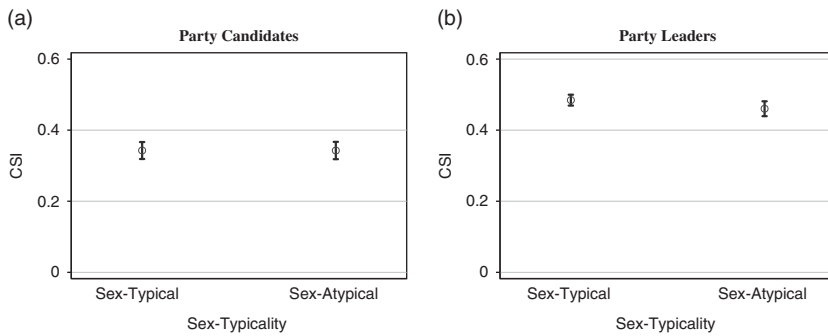 (a)
Party Candidates
0.6
0.4
0.2
0
CSI
Sex-Typical
Sex-Atypical
Sex-Typicality
(b)
Party Leaders
0.6
0.4
0.2
0
CSI
Sex-Typical
Sex-Atypical
Sex-Typicality